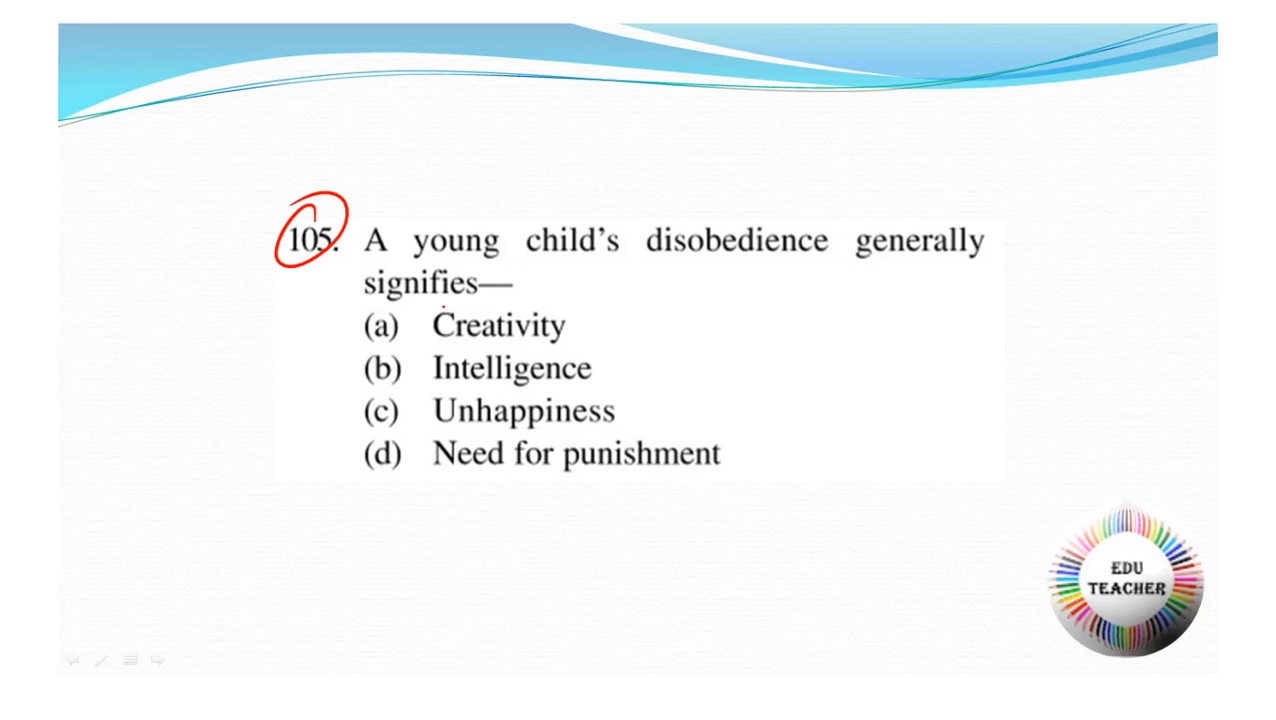 105. A young child's disobedience generally
signifies—
(a) Creativity
(b) Intelligence
(c) Unhappiness
(d) Need for punishment
EDU
TEACHER